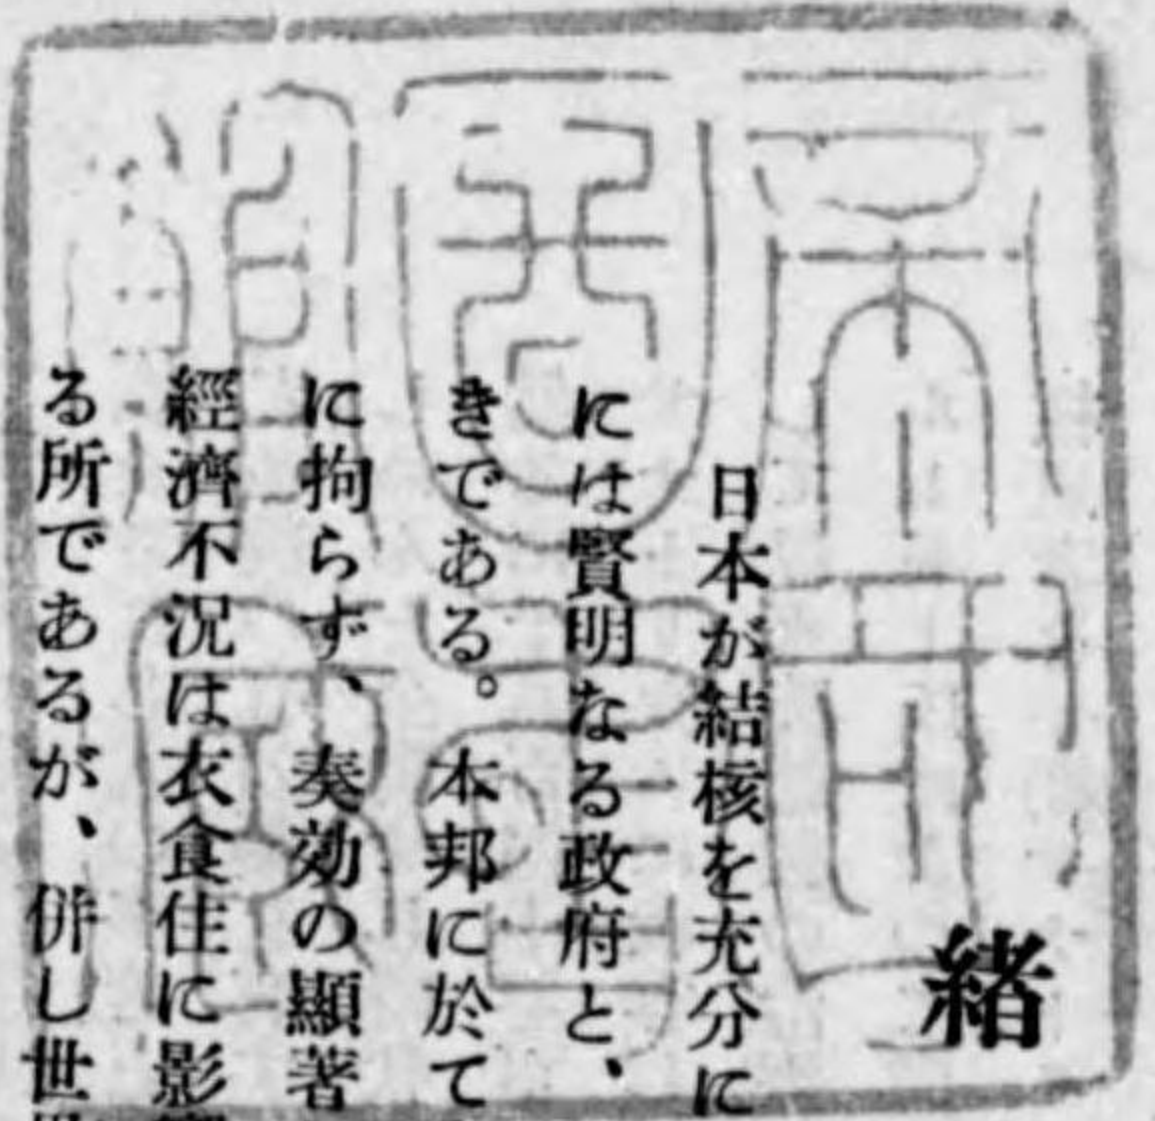 緒
日本が結核を充分に
には賢明なる政府と、
きである。本邦に於て
に拘らず、奏効の顯著
經濟不況は衣食住に影
る所であるが、併し世